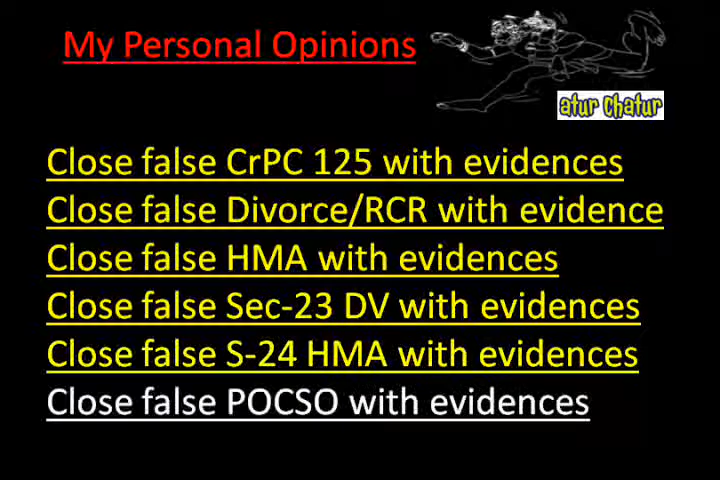 My Personal Opinions
atur chatur
Close false CrPC 125 with evidences
Close false Divorce/RCR with evidence
Close false HMA with evidences
Close false Sec-23 DV with evidences
Close false S-24 HMA with evidences
Close false POCSO with evidences